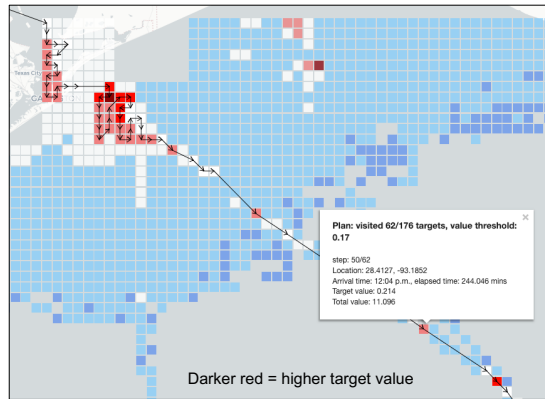 Texas City
GA
Plan: visited 62/176 targets, value threshold:
0.17
step: 50/62
Location: 28.4127, -93.1852
Arrival time: 12:04 p.m., elapsed time: 244.046 mins
Target value: 0.214
Total value: 11.096
Darker red = higher target value